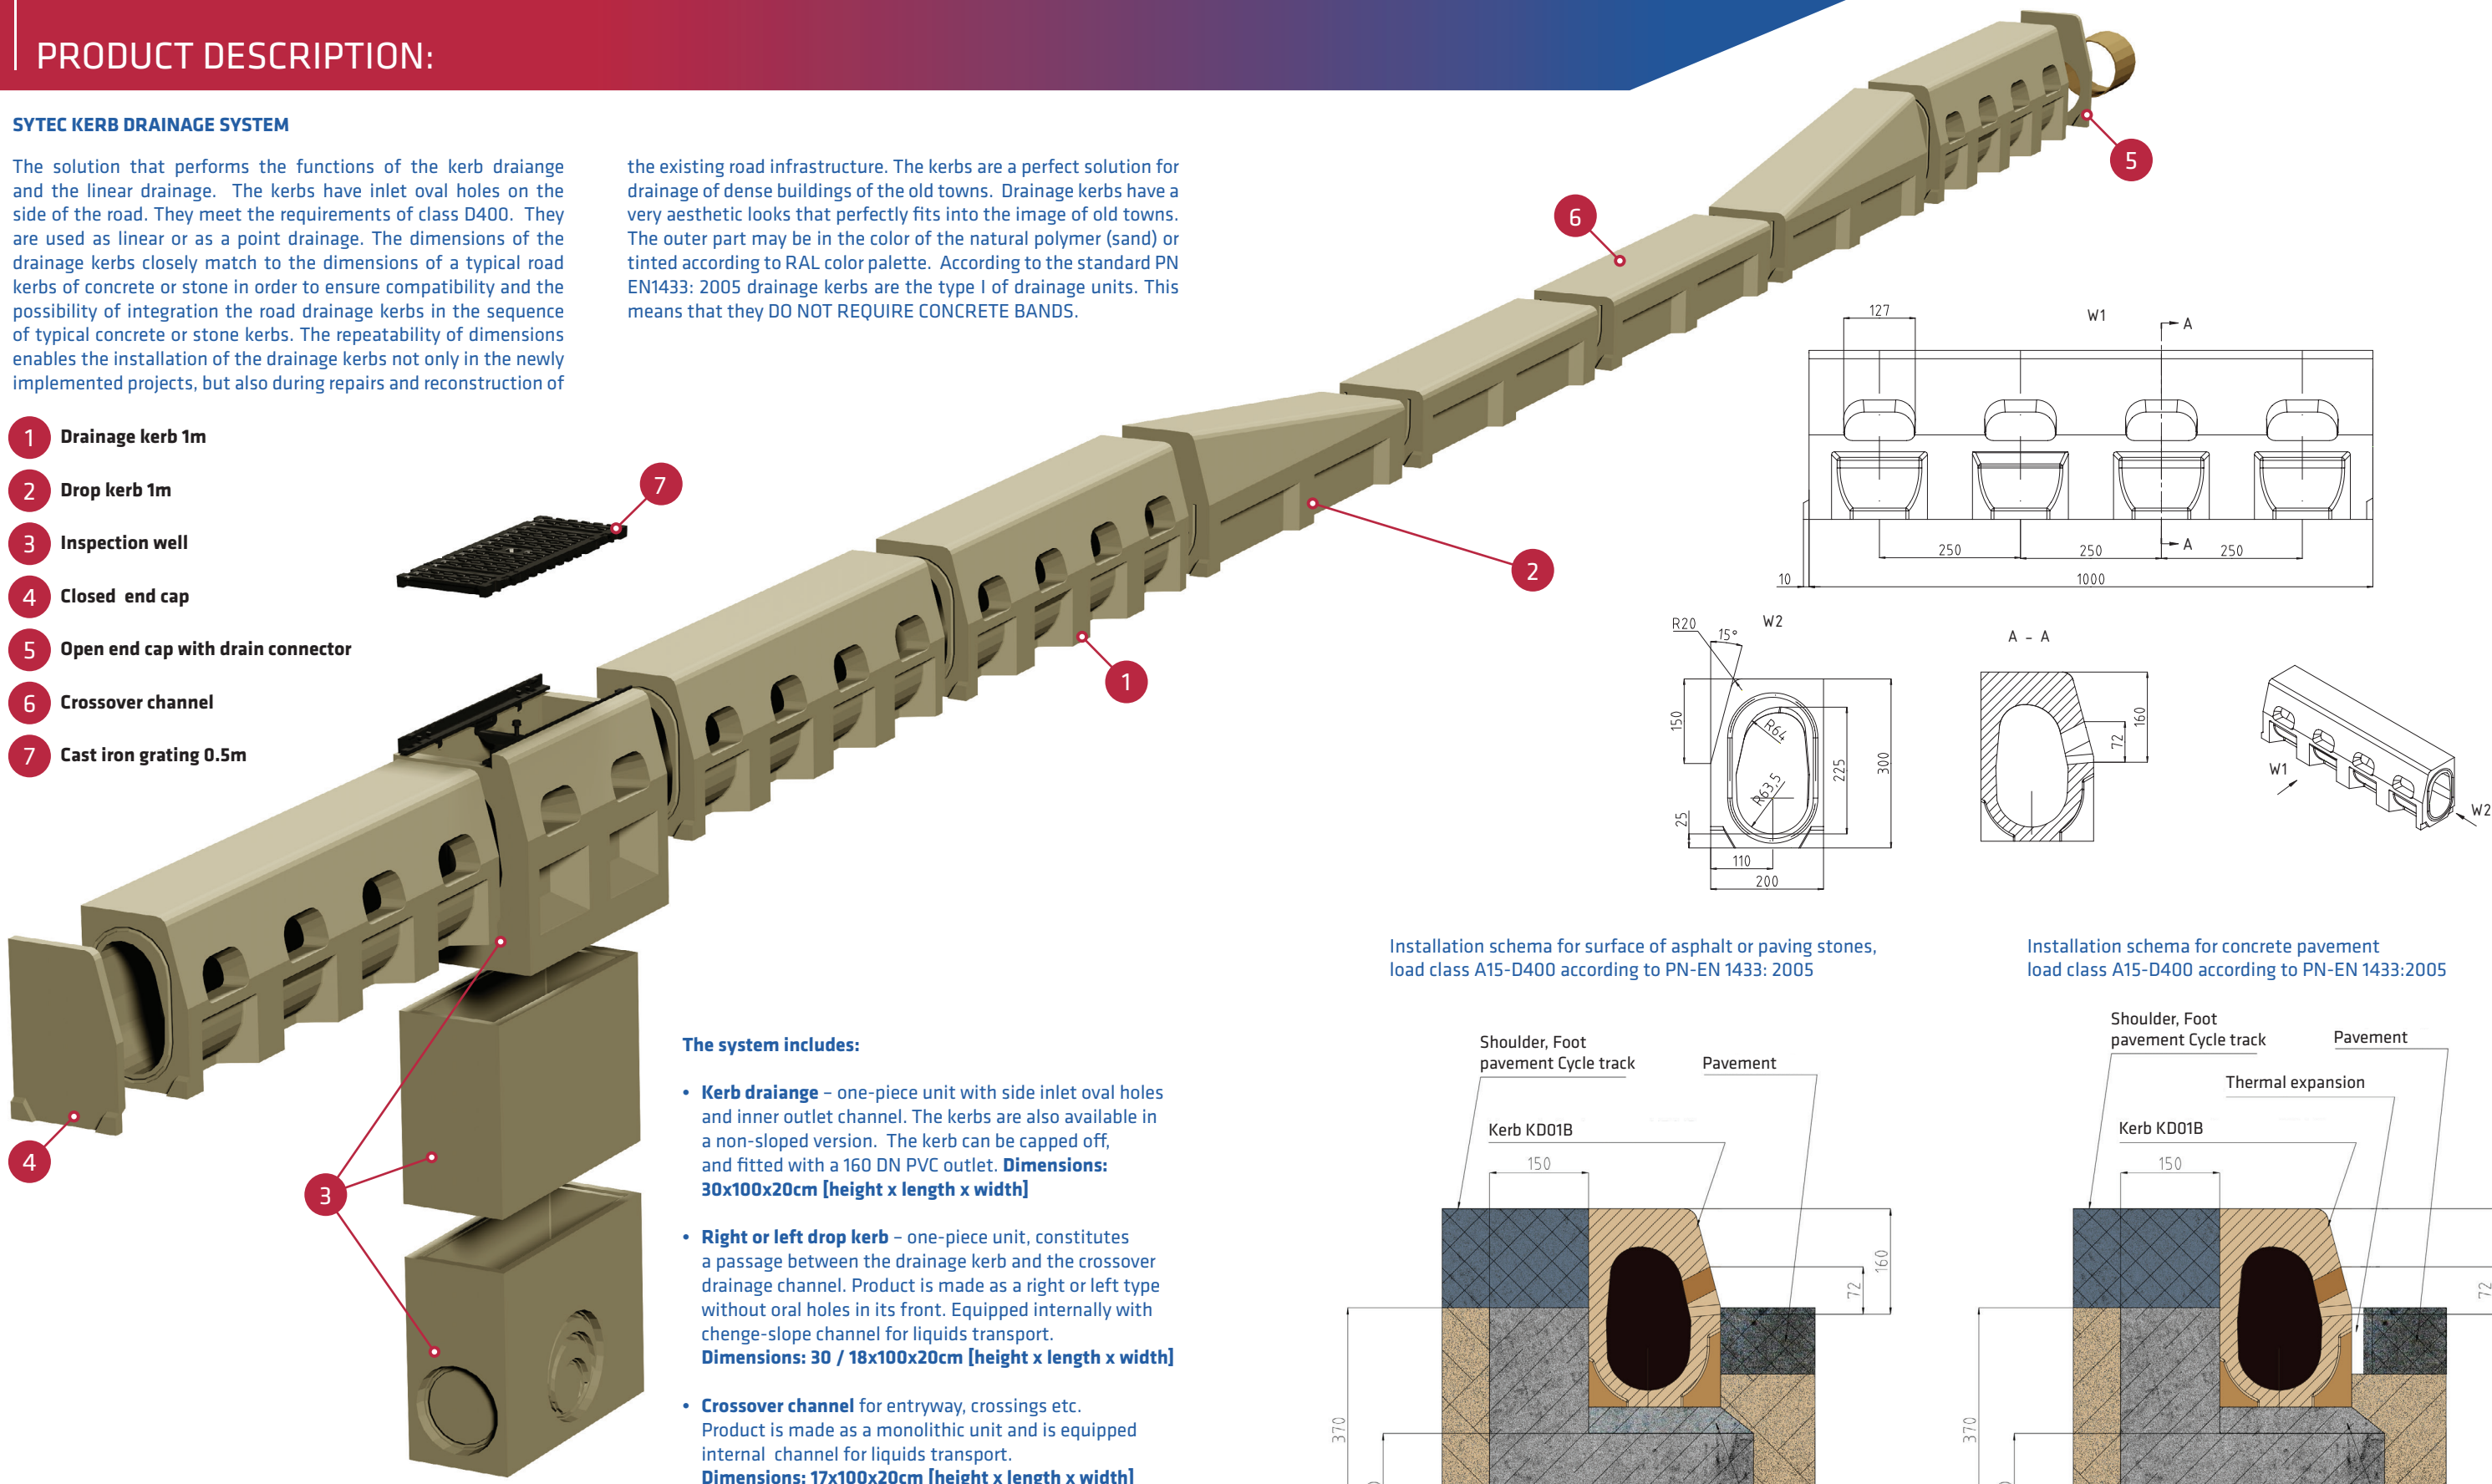 PRODUCT DESCRIPTION:
SYTEC KERB DRAINAGE SYSTEM
The solution that performs the functions of the kerb draiange
and the linear drainage. The kerbs have inlet oval holes on the
side of the road. They meet the requirements of class D400. They
are used as linear or as a point drainage. The dimensions of the
drainage kerbs closely match to the dimensions of a typical road
kerbs of concrete or stone in order to ensure compatibility and the
possibility of integration the road drainage kerbs in the sequence
of typical concrete or stone kerbs. The repeatability of dimensions
enables the installation of the drainage kerbs not only in the newly
implemented projects, but also during repairs and reconstruction of
the existing road infrastructure. The kerbs are a perfect solution for
drainage of dense buildings of the old towns. Drainage kerbs have a
very aesthetic looks that perfectly fits into the image of old towns.
The outer part may be in the color of the natural polymer (sand) or
tinted according to RAL color palette. According to the standard PN
EN1433: 2005 drainage kerbs are the type I of drainage units. This
means that they DO NOT REQUIRE CONCRETE BANDS.
1 Drainage kerb 1m
2 Drop kerb 1m
3 Inspection well
4 Closed end cap
5 Open end cap with drain connector
6 Crossover channel
7 Cast iron grating 0.5m
5
6
7
2
1
4
3
127
W1
A
A
250
250
250
10
1000
R20
15°
W2
150
R64
R63,5
225
300
25
110
200
A - A
72
160
W1
W2
The system includes:
• Kerb draiange – one-piece unit with side inlet oval holes
and inner outlet channel. The kerbs are also available in
a non-sloped version. The kerb can be capped off,
and fitted with a 160 DN PVC outlet. Dimensions:
30x100x20cm [height x length x width]
• Right or left drop kerb – one-piece unit, constitutes
a passage between the drainage kerb and the crossover
drainage channel. Product is made as a right or left type
without oral holes in its front. Equipped internally with
chenge-slope channel for liquids transport.
Dimensions: 30 / 18x100x20cm [height x length x width]
• Crossover channel for entryway, crossings etc.
Product is made as a monolithic unit and is equipped
internal channel for liquids transport.
Dimensions: 17x100x20cm [height x length x width]
Installation schema for surface of asphalt or paving stones,
load class A15-D400 according to PN-EN 1433: 2005
Shoulder, Foot
pavement Cycle track
Pavement
Kerb KD01B
150
160
72
370
Installation schema for concrete pavement
load class A15-D400 according to PN-EN 1433:2005
Shoulder, Foot
pavement Cycle track
Pavement
Thermal expansion
Kerb KD01B
150
72
370